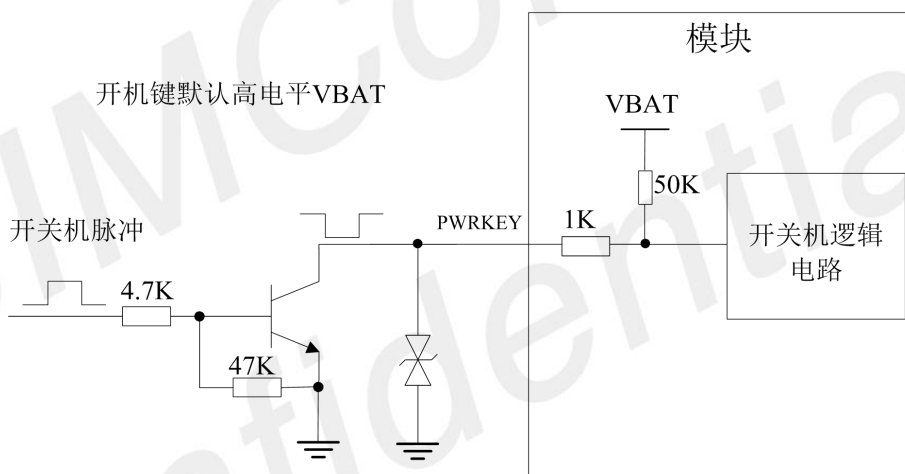 模块
开机键默认高电平VBAT
VBAT
50K
开关机脉冲
PWRKEY
1K
开关机逻辑
电路
4.7K
47K